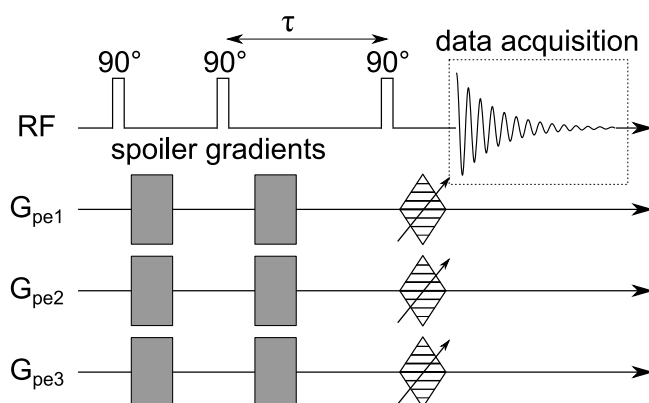 τ
data acquisition
90° 90° 90°
RF
spoiler gradients
Gpe1
Gpe2
Gpe3